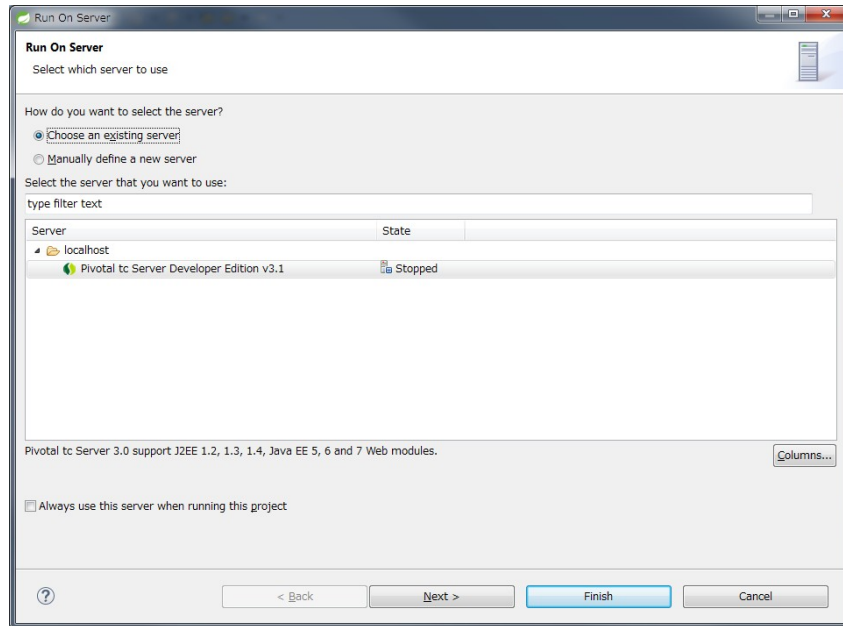 Run On Server
Run On Server
Select which server to use
How do you want to select the server?
Choose an existing server
Manually define a new server
Select the server that you want to use:
type filter text
Server State
localhost
Pivotal tc Server Developer Edition v3.1 Stopped
Pivotal tc Server 3.0 support J2EE 1.2, 1.3, 1.4, Java EE 5, 6 and 7 Web modules.
Columns...
Always use this server when running this project
? < Back Next > Finish Cancel